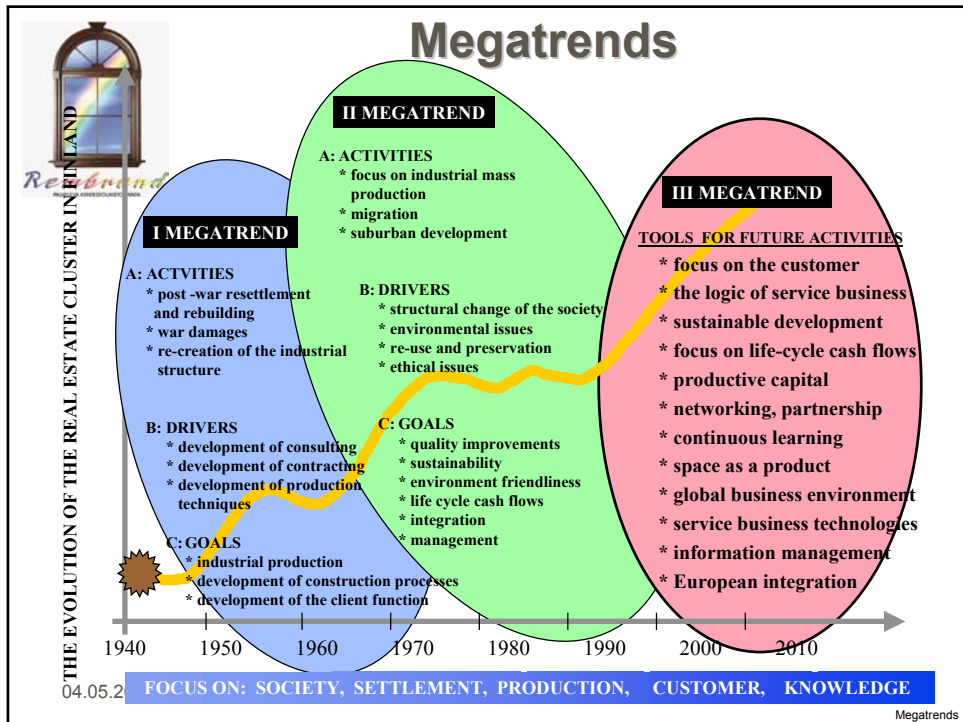 Megatrends
Rembrand
THE EVOLUTION OF THE REAL ESTATE CLUSTER IN FINLAND
I MEGATREND
A: ACTVITIES
* post -war resettlement
and rebuilding
* war damages
* re-creation of the industrial
structure
B: DRIVERS
* development of consulting
* development of contracting
* development of production
techniques
C: GOALS
* industrial production
* development of construction processes
* development of the client function
II MEGATREND
A: ACTIVITIES
* focus on industrial mass
production
* migration
* suburban development
B: DRIVERS
* structural change of the society
* environmental issues
* re-use and preservation
* ethical issues
C: GOALS
* quality improvements
* sustainability
* environment friendliness
* life cycle cash flows
* integration
* management
III MEGATREND
TOOLS FOR FUTURE ACTIVITIES
* focus on the customer
* the logic of service business
* sustainable development
* focus on life-cycle cash flows
* productive capital
* networking, partnership
* continuous learning
* space as a product
* global business environment
* service business technologies
* information management
* European integration
1940 1950 1960 1970 1980 1990 2000 2010
04.05.20
FOCUS ON: SOCIETY, SETTLEMENT, PRODUCTION, CUSTOMER, KNOWLEDGE
Megatrends